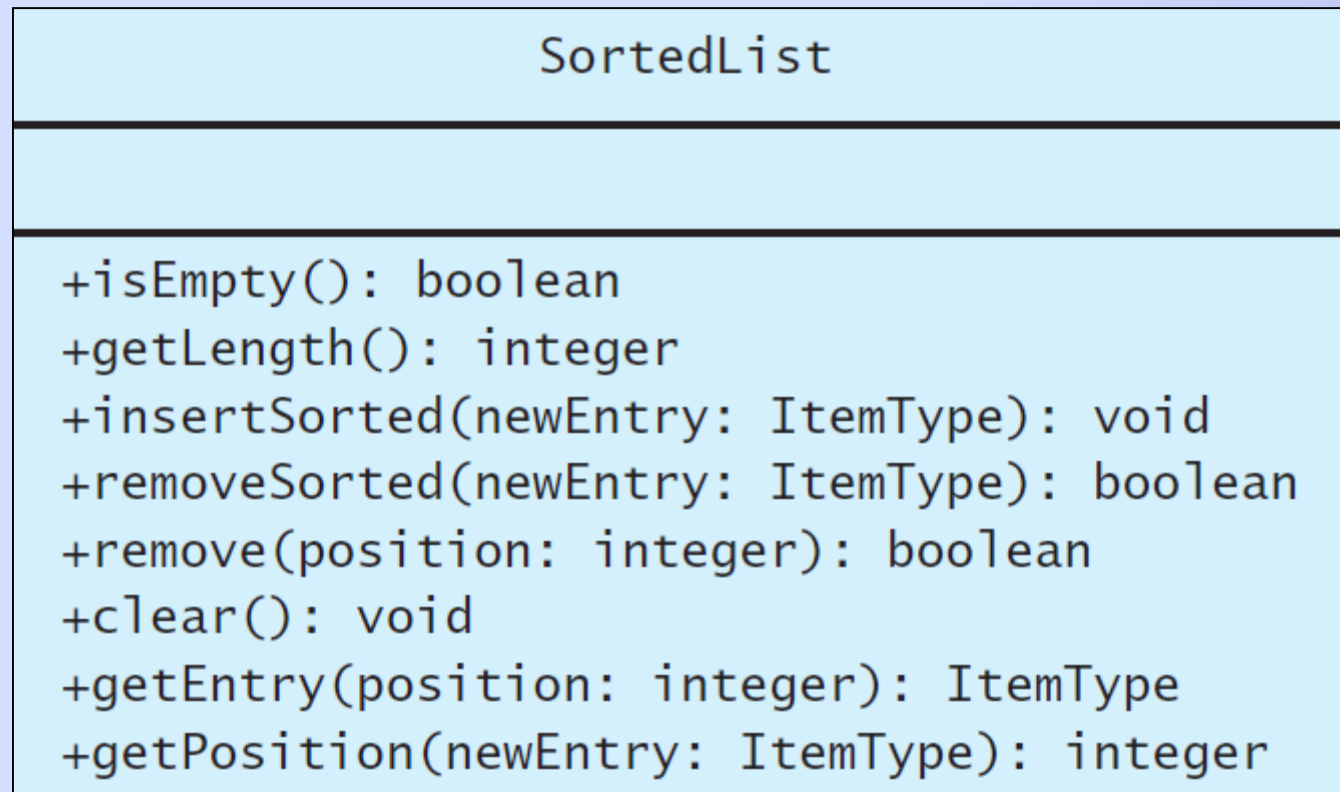 SortedList
+isEmpty(): boolean
+getLength(): integer
+insertSorted(newEntry: ItemType): void
+removeSorted(newEntry: ItemType): boolean
+remove(position: integer): boolean
+clear(): void
+getEntry(position: integer): ItemType
+getPosition(newEntry: ItemType): integer